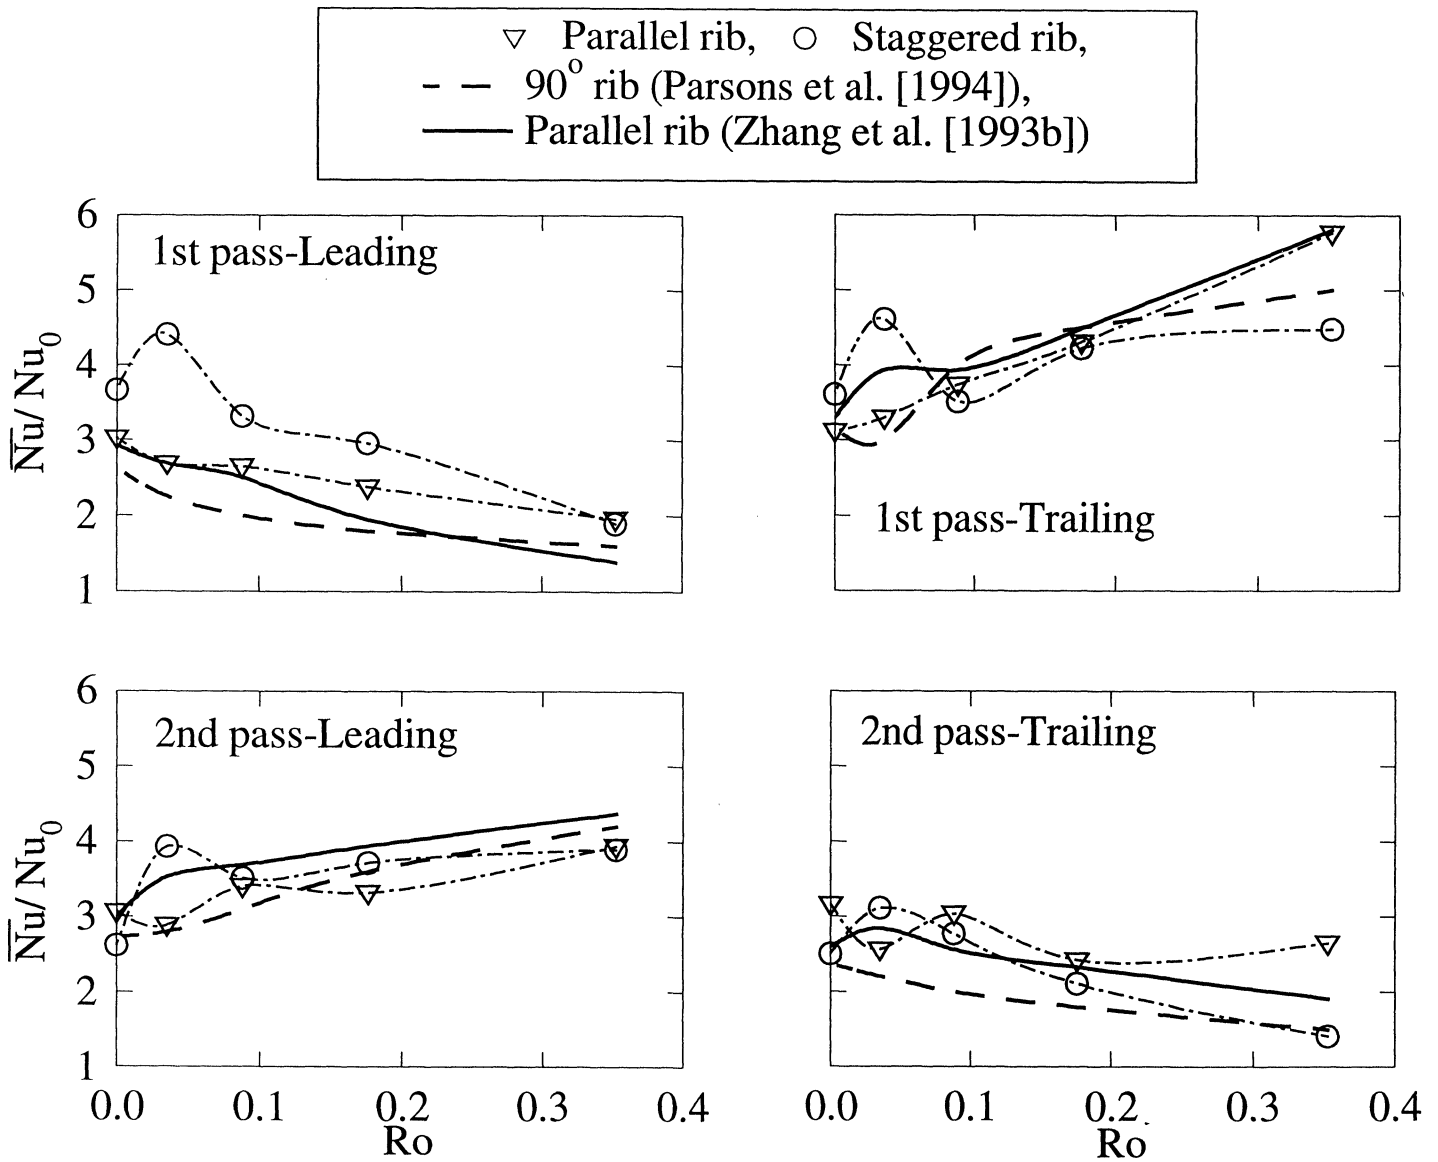 ▽ Parallel rib, ○ Staggered rib,
90° rib (Parsons et al. [1994]),
Parallel rib (Zhang et al. [1993b])
1st pass-Leading
6
5
4
3
2
1
N̅u/ Nu₀
1st pass-Trailing
2nd pass-Leading
6
5
4
3
2
1
N̅u/ Nu₀
0.0 0.1 0.2 0.3 0.4
Ro
2nd pass-Trailing
0.0 0.1 0.2 0.3 0.4
Ro